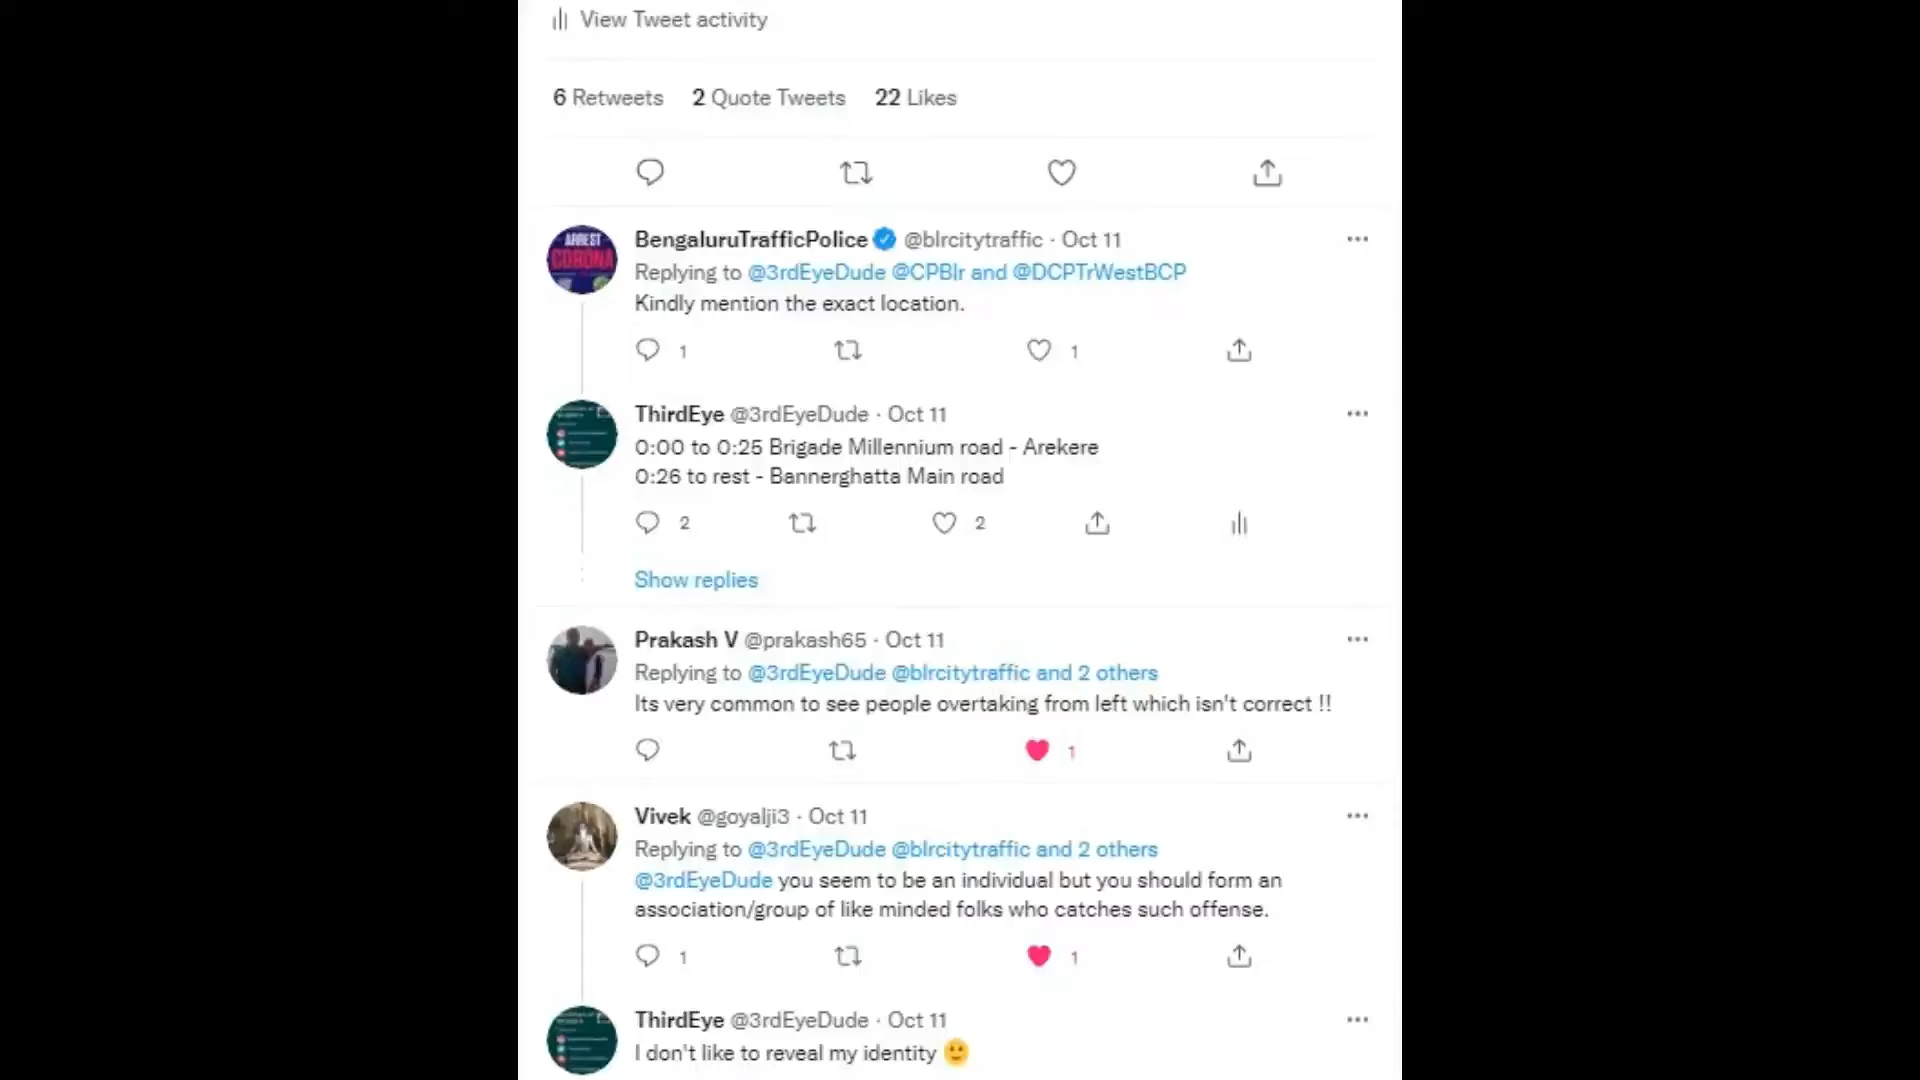 View Tweet activity
6 Retweets 2 Quote Tweets 22 Likes
ARREST
CORONA
BengaluruTrafficPolice @blrcitytraffic · Oct 11
Replying to @3rdEyeDude @CPBlr and @DCPTrWestBCP
Kindly mention the exact location.
1 1
ThirdEye @3rdEyeDude · Oct 11
0:00 to 0:25 Brigade Millennium road - Arekere
0:26 to rest - Bannerghatta Main road
2 2
Show replies
Prakash V @prakash65 · Oct 11
Replying to @3rdEyeDude @blrcitytraffic and 2 others
Its very common to see people overtaking from left which isn't correct !!
1
Vivek @goyalji3 · Oct 11
Replying to @3rdEyeDude @blrcitytraffic and 2 others
@3rdEyeDude you seem to be an individual but you should form an
association/group of like minded folks who catches such offense.
1 1
ThirdEye @3rdEyeDude · Oct 11
I don't like to reveal my identity 🙂